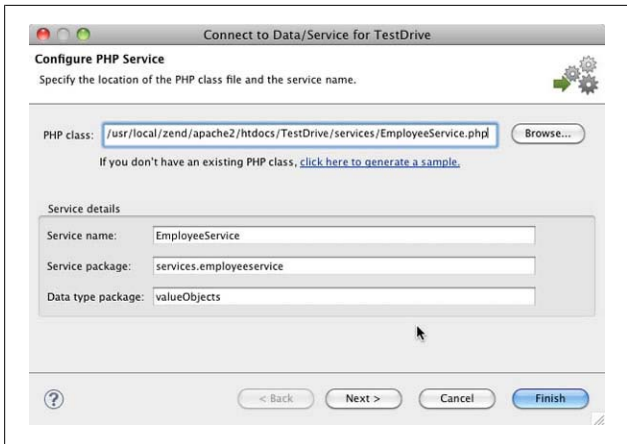 Connect to Data/Service for TestDrive
Configure PHP Service
Specify the location of the PHP class file and the service name.
PHP class: /usr/local/zend/apache2/htdocs/TestDrive/services/EmployeeService.php Browse...
If you don't have an existing PHP class, click here to generate a sample.
Service details
Service name: EmployeeService
Service package: services.employeeservice
Data type package: valueObjects
? < Back Next > Cancel Finish